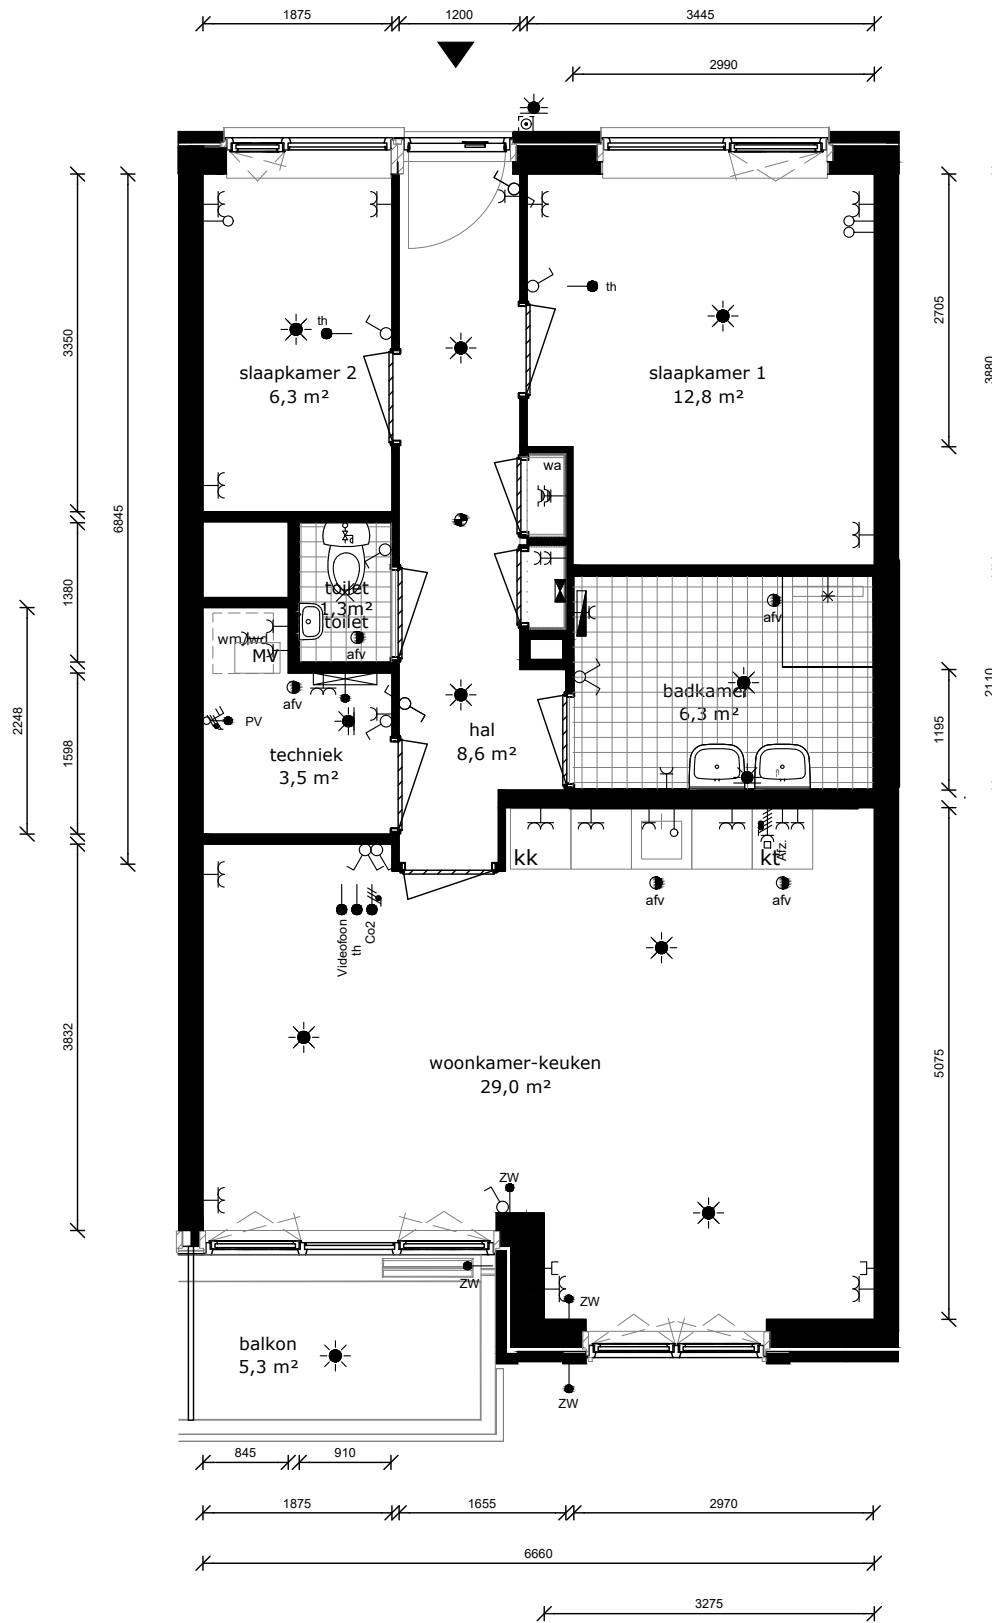 1875
1200
3445
2990
3350
6845
2705
3880
th
th
slaapkamer 2
6,3 m²
slaapkamer 1
12,8 m²
wa
1380
toilet
1,3m²
toilet
afv
afv
wm/wd
MV
afv
PV
techniek
3,5 m²
hal
8,6 m²
badkamer
6,3 m²
2248
1598
1195
2110
kk
kt
Afz.
afv
afv
Videofoon
th
Co2
3832
5075
woonkamer-keuken
29,0 m²
ZW
ZW
ZW
balkon
5,3 m²
ZW
845
910
1875
1655
2970
6660
3275